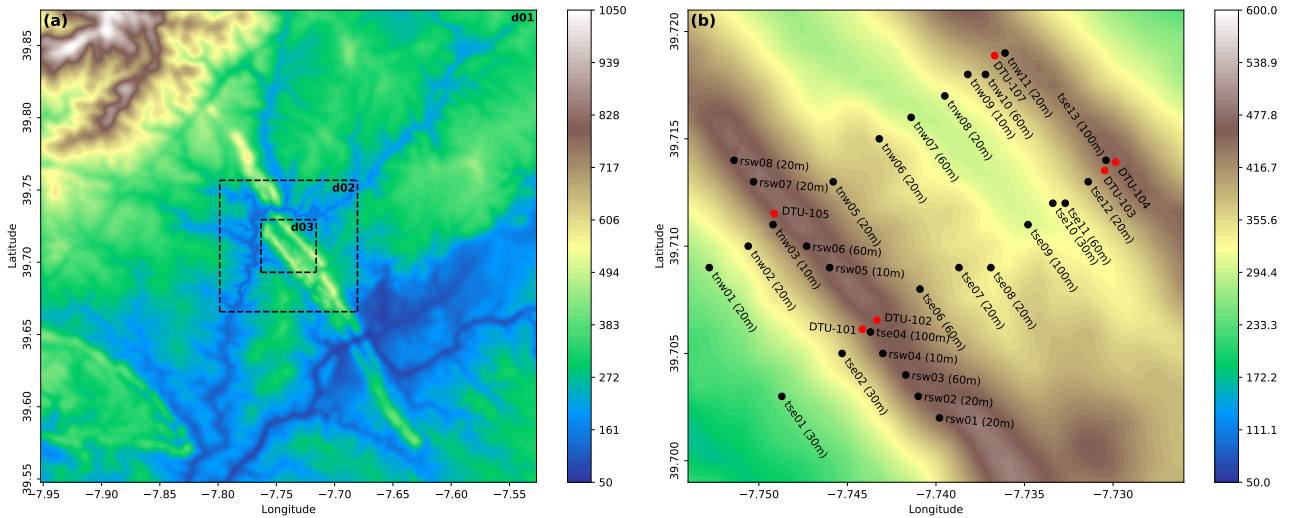 (a)
d01
d02
d03
39.85
39.80
39.75
39.70
39.65
39.60
39.55
Latitude
−7.95
−7.90
−7.85
−7.80
−7.75
−7.70
−7.65
−7.60
−7.55
Longitude
1050
939
828
717
606
494
383
272
161
50
(b)
39.720
39.715
39.710
39.705
39.700
Latitude
−7.750
−7.745
−7.740
−7.735
−7.730
Longitude
tnw11 (20m)
DTU-107
tnw10 (60m)
tnw09 (10m)
tnw08 (20m)
tnw07 (60m)
tnw06 (20m)
tse13 (100m)
DTU-104
DTU-103
tse12 (20m)
tse11 (60m)
tse10 (30m)
tse09 (100m)
rsw08 (20m)
rsw07 (20m)
tnw05 (20m)
DTU-105
tnw03 (10m)
rsw06 (60m)
tnw02 (20m)
rsw05 (10m)
tnw01 (20m)
tse07 (20m)
tse08 (20m)
tse06 (60m)
DTU-102
DTU-101
tse04 (100m)
rsw04 (10m)
tse02 (30m)
rsw03 (60m)
rsw02 (20m)
tse01 (30m)
rsw01 (20m)
600.0
538.9
477.8
416.7
355.6
294.4
233.3
172.2
111.1
50.0